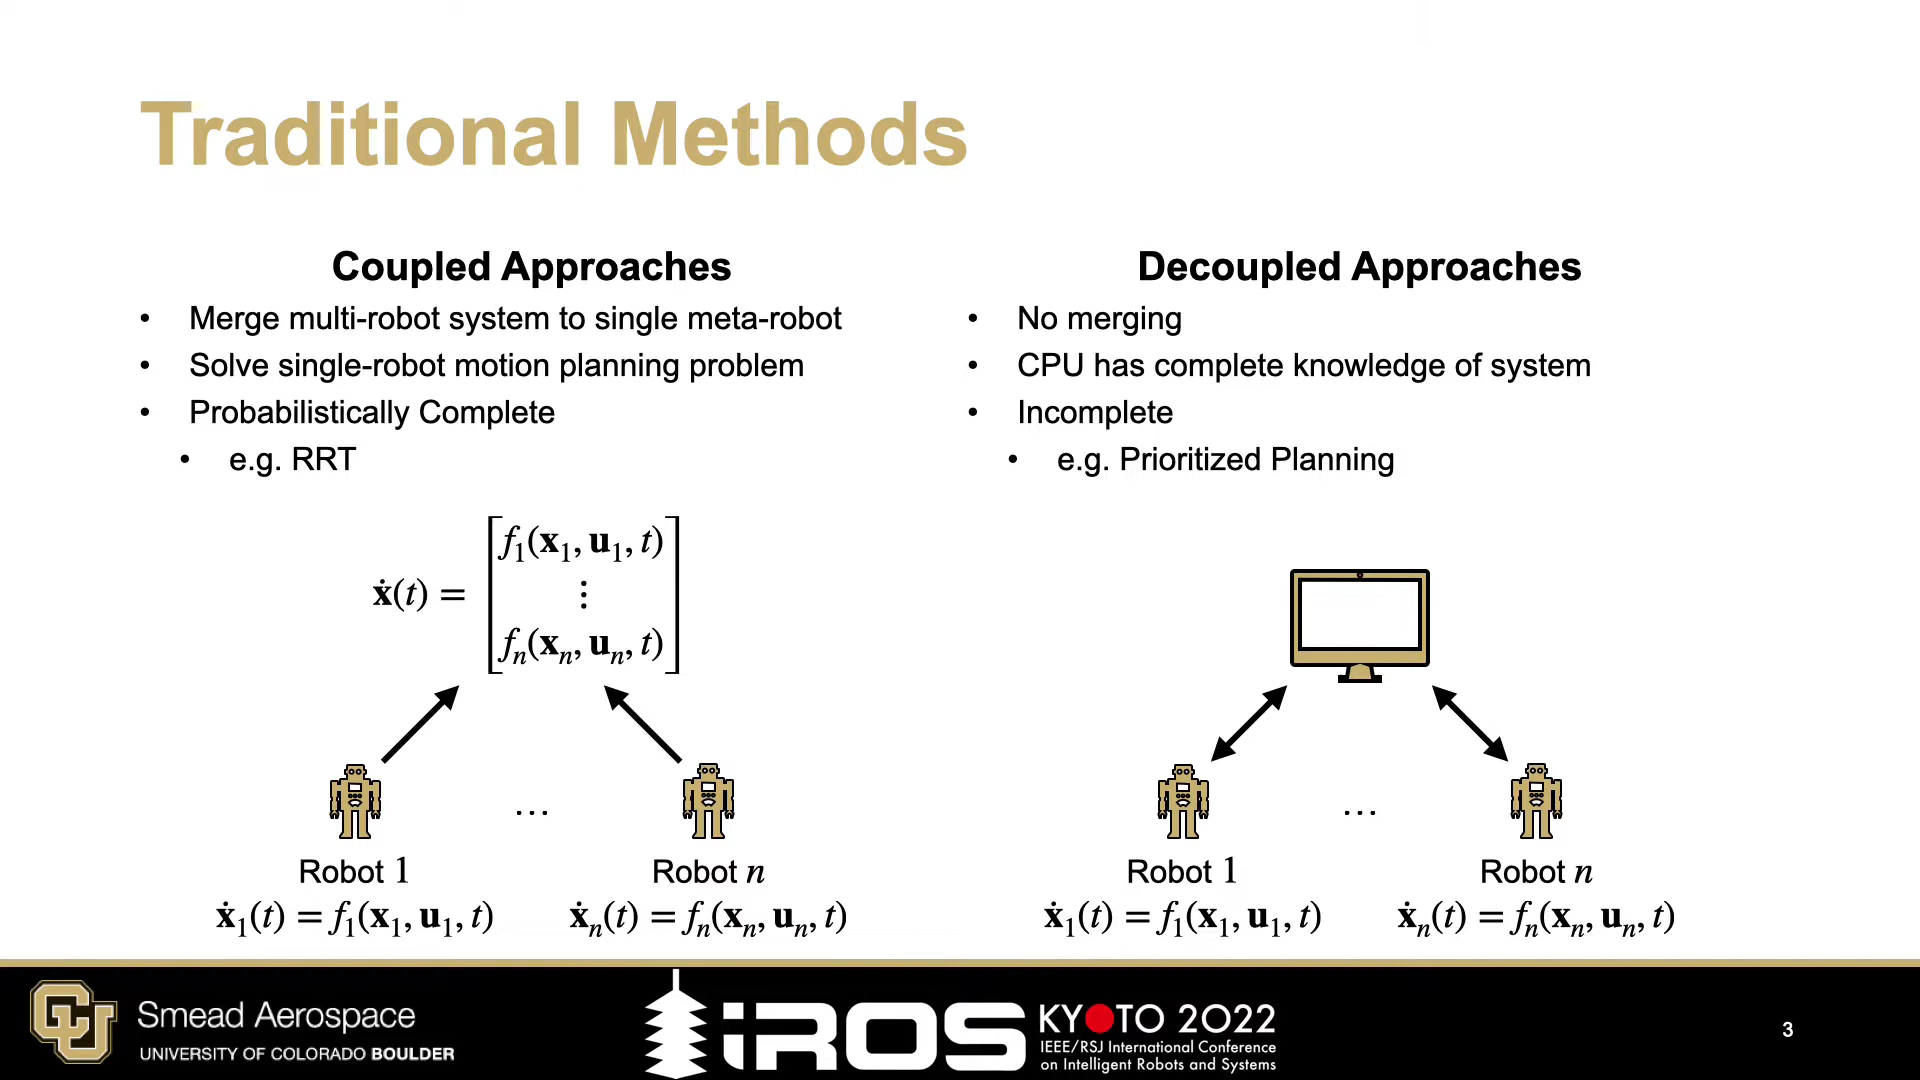 Traditional Methods
Coupled Approaches
• Merge multi-robot system to single meta-robot
• Solve single-robot motion planning problem
• Probabilistically Complete
• e.g. RRT
ẋ(t) = [f₁(x₁, u₁, t)
⋮
fₙ(xₙ, uₙ, t)]
...
Robot 1
ẋ₁(t) = f₁(x₁, u₁, t)
Robot n
ẋₙ(t) = fₙ(xₙ, uₙ, t)
Decoupled Approaches
• No merging
• CPU has complete knowledge of system
• Incomplete
• e.g. Prioritized Planning
...
Robot 1
ẋ₁(t) = f₁(x₁, u₁, t)
Robot n
ẋₙ(t) = fₙ(xₙ, uₙ, t)
CU
Smead Aerospace
UNIVERSITY OF COLORADO BOULDER
iROS
KYOTO 2022
IEEE/RSJ International Conference
on Intelligent Robots and Systems
3